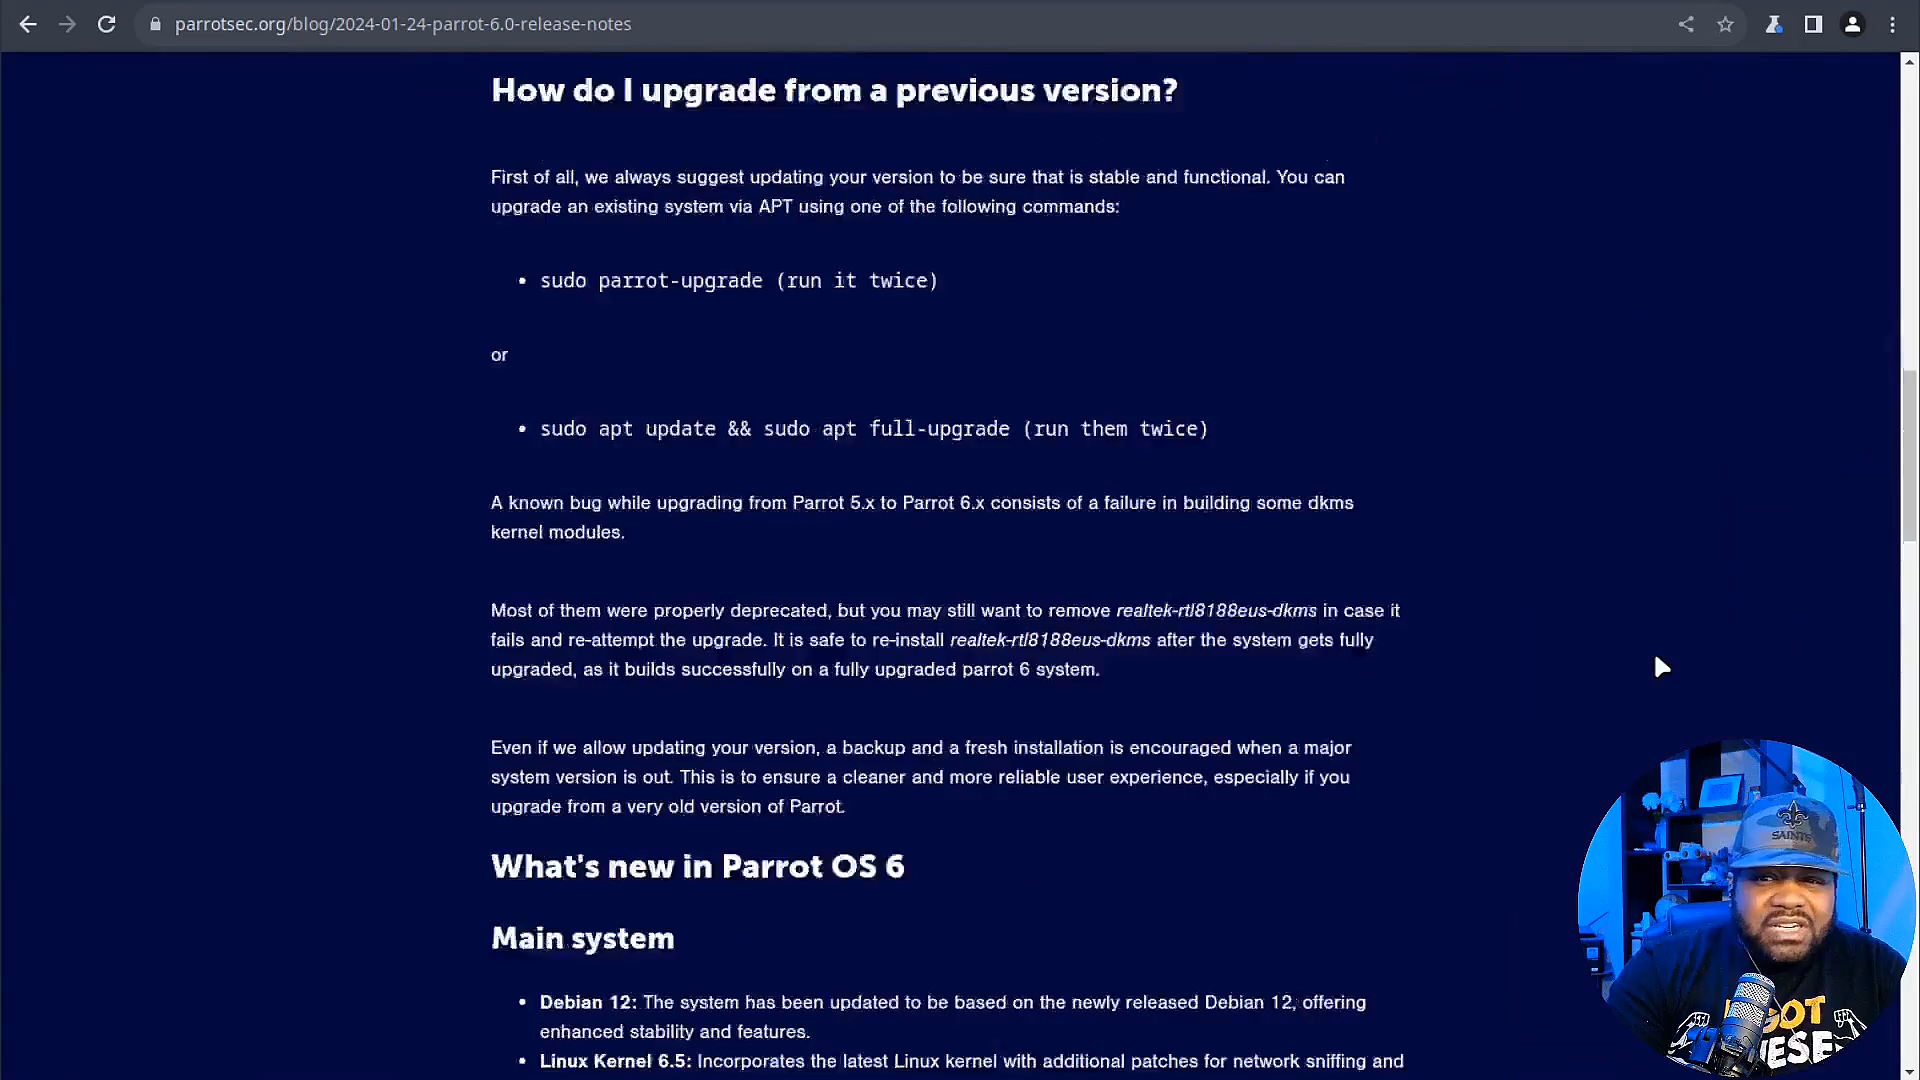 parrotsec.org/blog/2024-01-24-parrot-6.0-release-notes
How do I upgrade from a previous version?
First of all, we always suggest updating your version to be sure that is stable and functional. You can
upgrade an existing system via APT using one of the following commands:
• sudo parrot-upgrade (run it twice)
or
• sudo apt update && sudo apt full-upgrade (run them twice)
A known bug while upgrading from Parrot 5.x to Parrot 6.x consists of a failure in building some dkms
kernel modules.
Most of them were properly deprecated, but you may still want to remove realtek-rtl8188eus-dkms in case it
fails and re-attempt the upgrade. It is safe to re-install realtek-rtl8188eus-dkms after the system gets fully
upgraded, as it builds successfully on a fully upgraded parrot 6 system.
Even if we allow updating your version, a backup and a fresh installation is encouraged when a major
system version is out. This is to ensure a cleaner and more reliable user experience, especially if you
upgrade from a very old version of Parrot.
What's new in Parrot OS 6
SAINTS
Main system
• Debian 12: The system has been updated to be based on the newly released Debian 12, offering
enhanced stability and features.
• Linux Kernel 6.5: Incorporates the latest Linux kernel with additional patches for network sniffing and
GOT